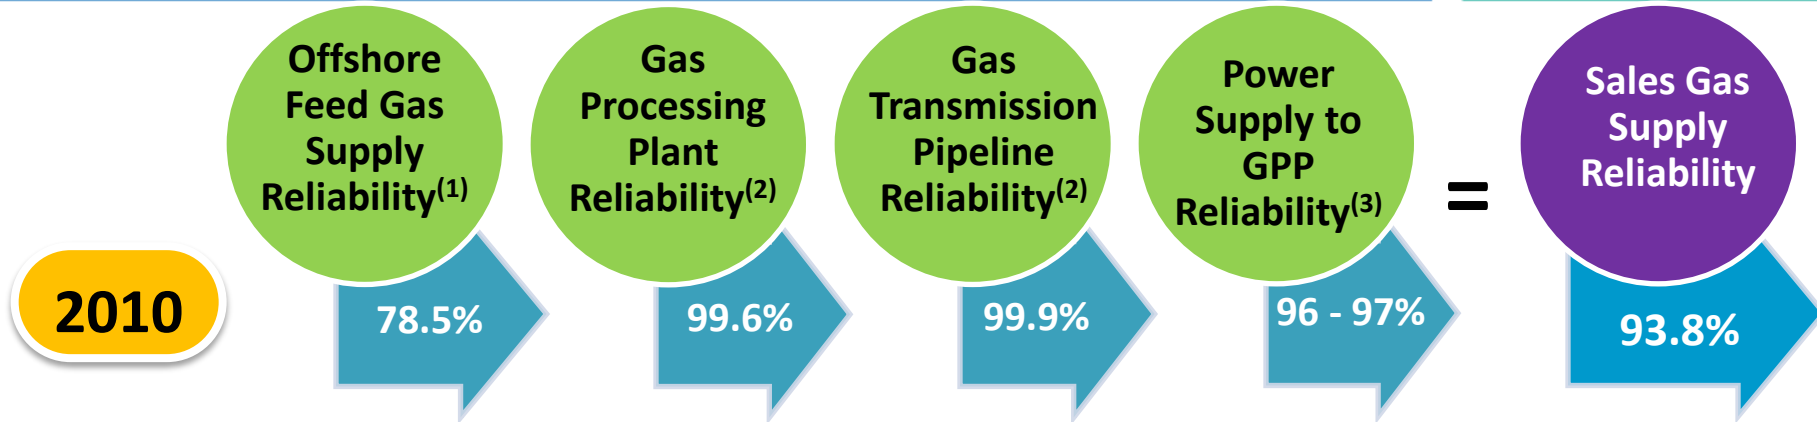 Offshore
Feed Gas
Supply
Reliability(1)
Gas
Processing
Plant
Reliability(2)
Gas
Transmission
Pipeline
Reliability(2)
Power
Supply to
GPP
Reliability(3)
=
Sales Gas
Supply
Reliability
2010
78.5%
99.6%
99.9%
96 - 97%
93.8%